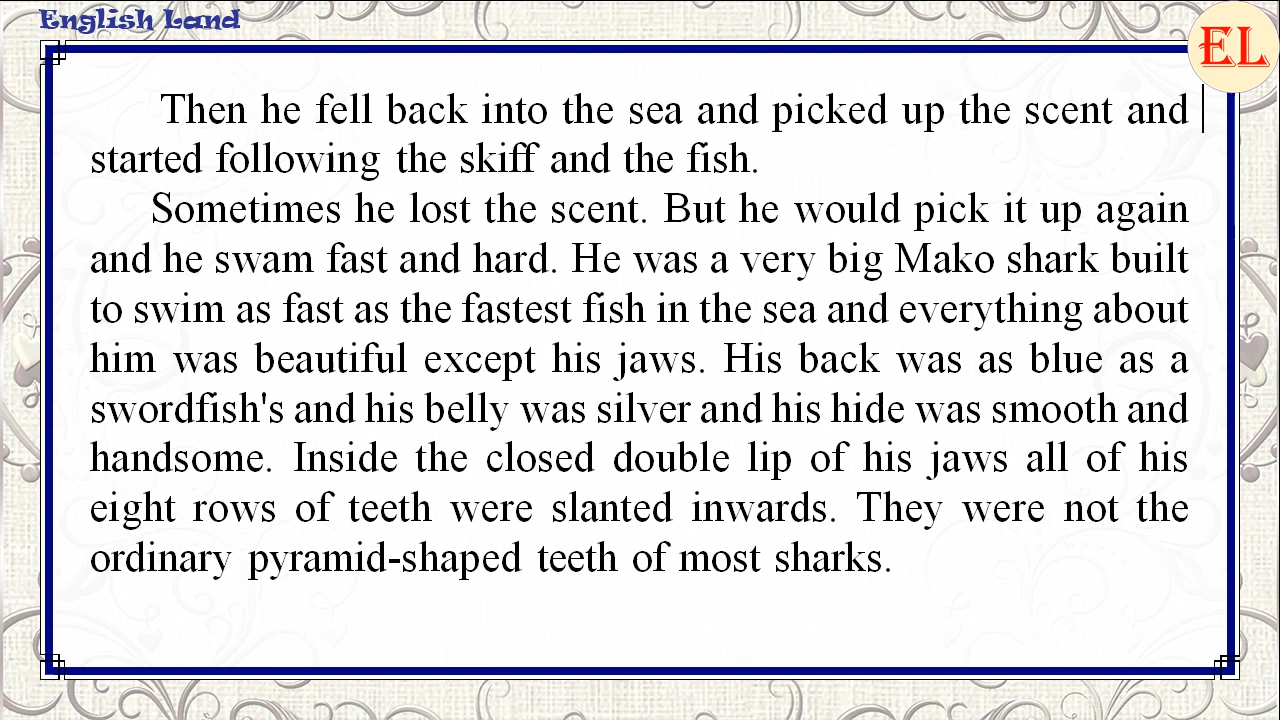 English Land
EL
Then he fell back into the sea and picked up the scent and
started following the skiff and the fish.
Sometimes he lost the scent. But he would pick it up again
and he swam fast and hard. He was a very big Mako shark built
to swim as fast as the fastest fish in the sea and everything about
him was beautiful except his jaws. His back was as blue as a
swordfish's and his belly was silver and his hide was smooth and
handsome. Inside the closed double lip of his jaws all of his
eight rows of teeth were slanted inwards. They were not the
ordinary pyramid-shaped teeth of most sharks.